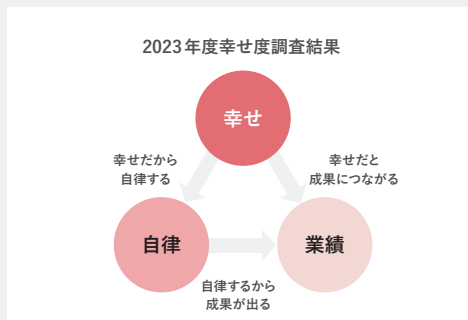 2023年度幸せ度調査結果
幸せ
幸せだから
自律する
幸せだと
成果につながる
自律
業績
自律するから
成果が出る